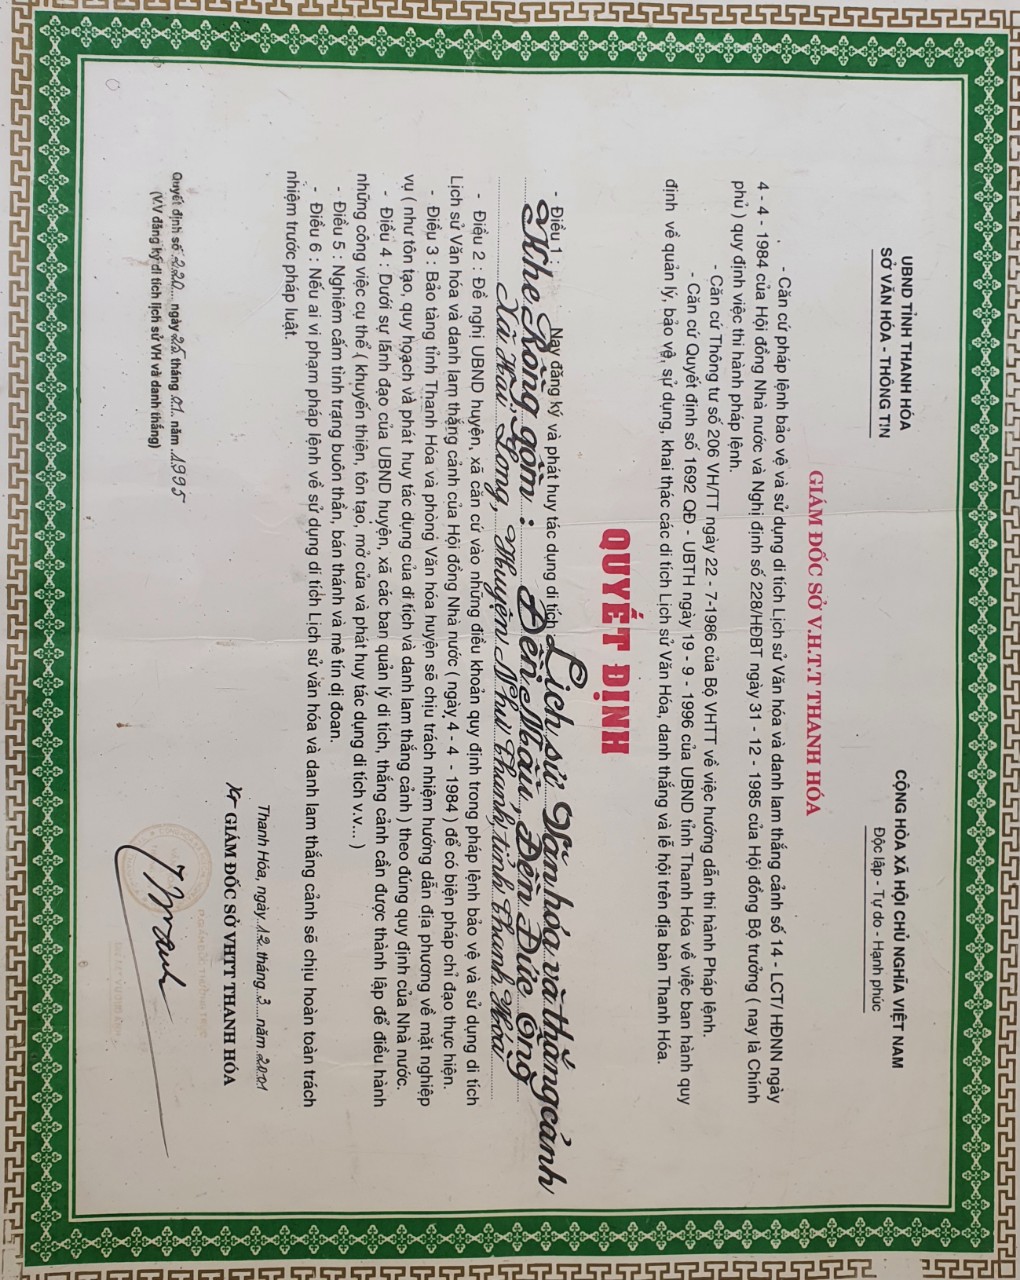 UBND TỈNH THANH HÓA
SỞ VĂN HÓA - THÔNG TIN
CỘNG HÒA XÃ HỘI CHỦ NGHĨA VIỆT NAM
Độc lập - Tự do - Hạnh phúc
GIÁM ĐỐC SỞ V.H.T.T THANH HÓA
- Căn cứ pháp lệnh bảo vệ và sử dụng di tích Lịch sử Văn hóa và danh lam thắng cảnh số 14 - LCT/ HĐNN ngày
4 - 4 - 1984 của Hội đồng Nhà nước và Nghị định số 228/HĐBT ngày 31 - 12 - 1985 của Hội đồng Bộ trưởng ( nay là Chính
phủ ) quy định việc thi hành pháp lệnh.
- Căn cứ Thông tư số 206 VH/TT ngày 22 - 7-1986 của Bộ VHTT về việc hướng dẫn thi hành Pháp lệnh.
- Căn cứ Quyết định số 1692 QĐ - UBTH ngày 19 - 9 - 1996 của UBND tỉnh Thanh Hóa về việc ban hành quy
định về quản lý, bảo vệ, sử dụng, khai thác các di tích Lịch sử Văn Hóa, danh thắng và lễ hội trên địa bàn Thanh Hóa.
QUYẾT ĐỊNH
- Điều 1 : Nay đăng ký và phát huy tác dụng di tích Lịch sử Văn hóa và thắng cảnh
Khe Rồng, gồm : Đền Mẫu, Đền Đức Ông
Xã Hải Long, Huyện Như Thanh, tỉnh Thanh Hóa
- Điều 2 : Đề nghị UBND huyện, xã căn cứ vào những điều khoản quy định trong pháp lệnh bảo vệ và sử dụng di tích
Lịch sử Văn hóa và danh lam thắng cảnh của Hội đồng Nhà nước ( ngày 4 - 4 - 1984 ) để có biện pháp chỉ đạo thực hiện.
- Điều 3 : Bảo tàng tỉnh Thanh Hóa và phòng Văn hóa huyện sẽ chịu trách nhiệm hướng dẫn địa phương về mặt nghiệp
vụ ( như tôn tạo, quy hoạch và phát huy tác dụng của di tích và danh lam thắng cảnh ) theo đúng quy định của Nhà nước.
- Điều 4 : Dưới sự lãnh đạo của UBND huyện, xã các ban quản lý di tích, thắng cảnh cần được thành lập để điều hành
những công việc cụ thể ( khuyến thiện, tôn tạo, mở cửa và phát huy tác dụng di tích v.v... )
- Điều 5 : Nghiêm cấm tình trạng buôn thần, bán thánh và mê tín dị đoan.
- Điều 6 : Nếu ai vi phạm pháp lệnh về sử dụng di tích Lịch sử văn hóa và danh lam thắng cảnh sẽ chịu hoàn toàn trách
nhiệm trước pháp luật.
Thanh Hóa, ngày 12 tháng 3 năm 2001
KT GIÁM ĐỐC SỞ VHTT THANH HÓA
P.GIÁM ĐỐC THƯỜNG TRỰC
Quyết định số 220 ngày 25 tháng 01 năm 1995
(V.V đăng ký di tích lịch sử VH và danh thắng)